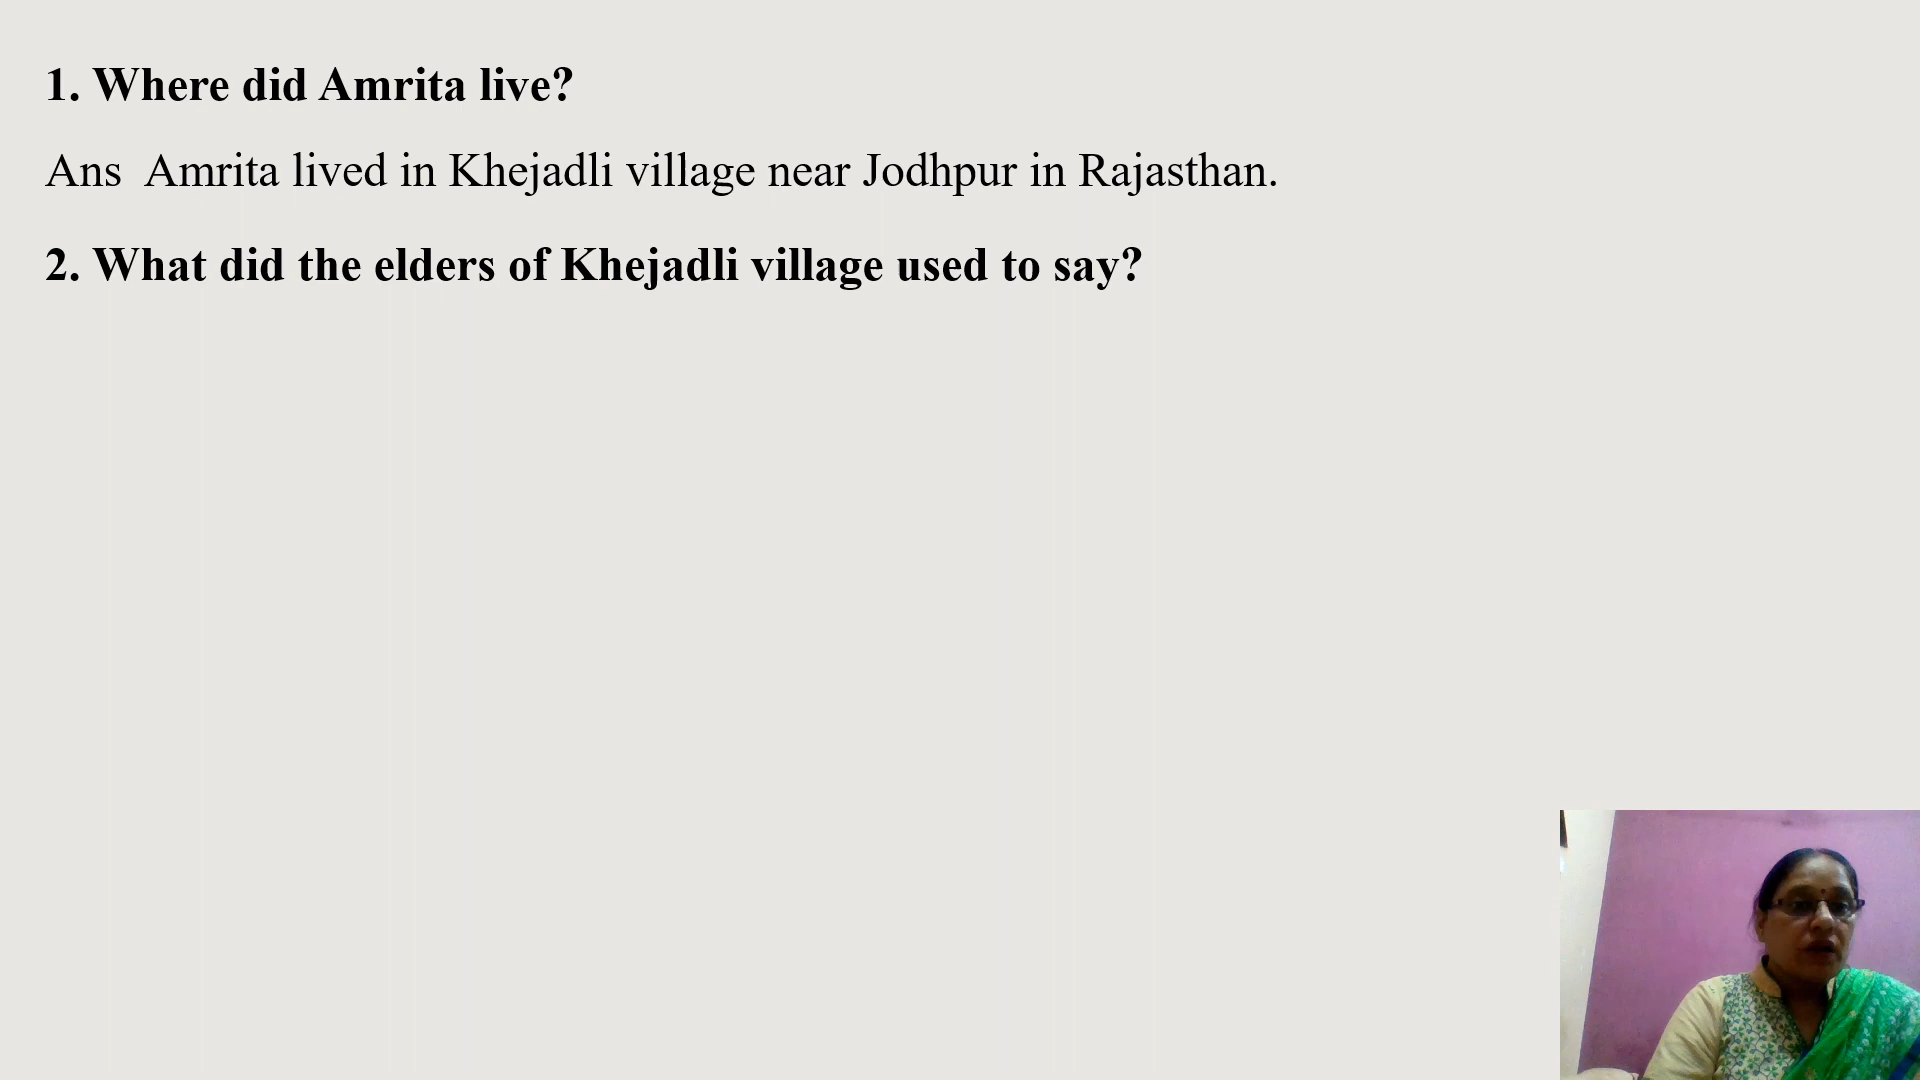 1. Where did Amrita live?
Ans  Amrita lived in Khejadli village near Jodhpur in Rajasthan.
2. What did the elders of Khejadli village used to say?